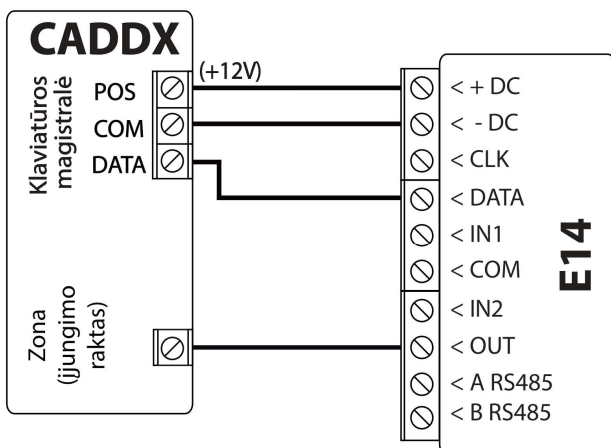 CADDX
Klaviatūros
magistralė
POS
COM
DATA
(+12V)
Zona
(įjungimo
raktas)
< + DC
< - DC
< CLK
< DATA
< IN1
< COM
< IN2
< OUT
< A RS485
< B RS485
E14